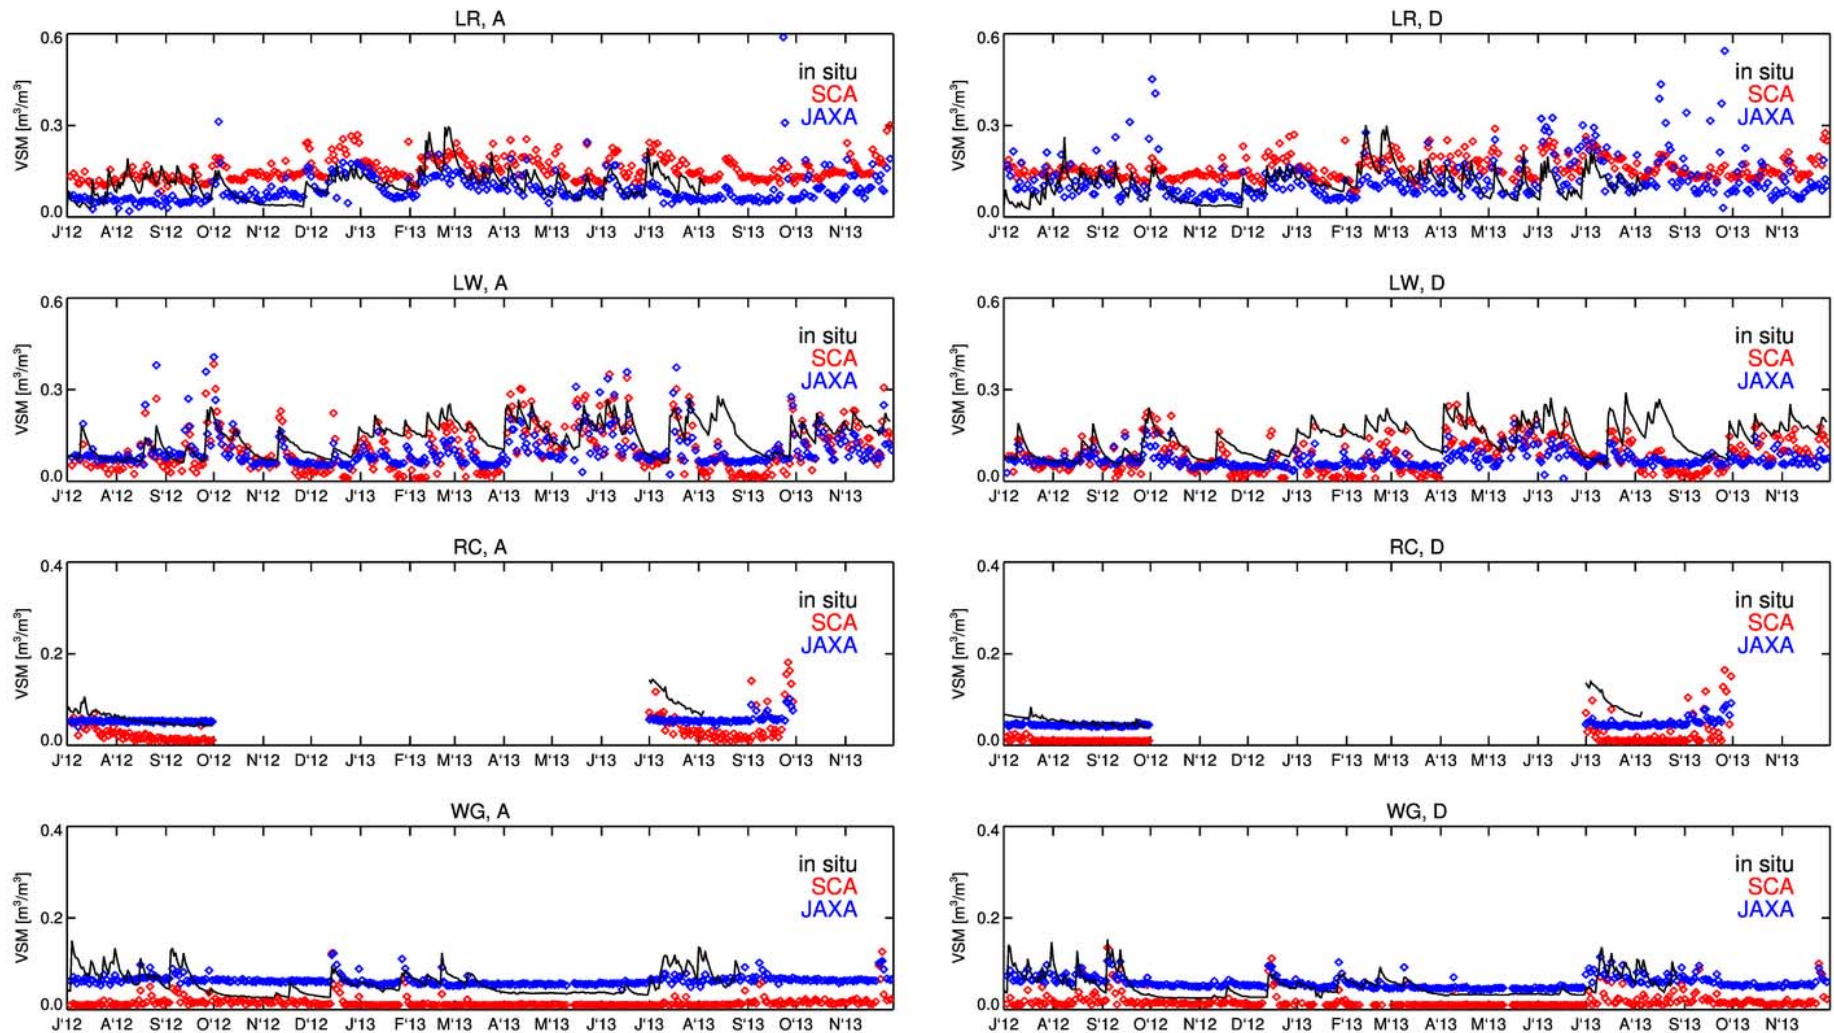 LR, A
0.6
0.3
0.0
VSM [m³/m³]
in situ
SCA
JAXA
J'12 A'12 S'12 O'12 N'12 D'12 J'13 F'13 M'13 A'13 M'13 J'13 J'13 A'13 S'13 O'13 N'13
LR, D
0.6
0.3
0.0
VSM [m³/m³]
in situ
SCA
JAXA
J'12 A'12 S'12 O'12 N'12 D'12 J'13 F'13 M'13 A'13 M'13 J'13 J'13 A'13 S'13 O'13 N'13
LW, A
0.6
0.3
0.0
VSM [m³/m³]
in situ
SCA
JAXA
J'12 A'12 S'12 O'12 N'12 D'12 J'13 F'13 M'13 A'13 M'13 J'13 J'13 A'13 S'13 O'13 N'13
LW, D
0.6
0.3
0.0
VSM [m³/m³]
in situ
SCA
JAXA
J'12 A'12 S'12 O'12 N'12 D'12 J'13 F'13 M'13 A'13 M'13 J'13 J'13 A'13 S'13 O'13 N'13
RC, A
0.4
0.2
0.0
VSM [m³/m³]
in situ
SCA
JAXA
J'12 A'12 S'12 O'12 N'12 D'12 J'13 F'13 M'13 A'13 M'13 J'13 J'13 A'13 S'13 O'13 N'13
RC, D
0.4
0.2
0.0
VSM [m³/m³]
in situ
SCA
JAXA
J'12 A'12 S'12 O'12 N'12 D'12 J'13 F'13 M'13 A'13 M'13 J'13 J'13 A'13 S'13 O'13 N'13
WG, A
0.4
0.2
0.0
VSM [m³/m³]
in situ
SCA
JAXA
J'12 A'12 S'12 O'12 N'12 D'12 J'13 F'13 M'13 A'13 M'13 J'13 J'13 A'13 S'13 O'13 N'13
WG, D
0.4
0.2
0.0
VSM [m³/m³]
in situ
SCA
JAXA
J'12 A'12 S'12 O'12 N'12 D'12 J'13 F'13 M'13 A'13 M'13 J'13 J'13 A'13 S'13 O'13 N'13